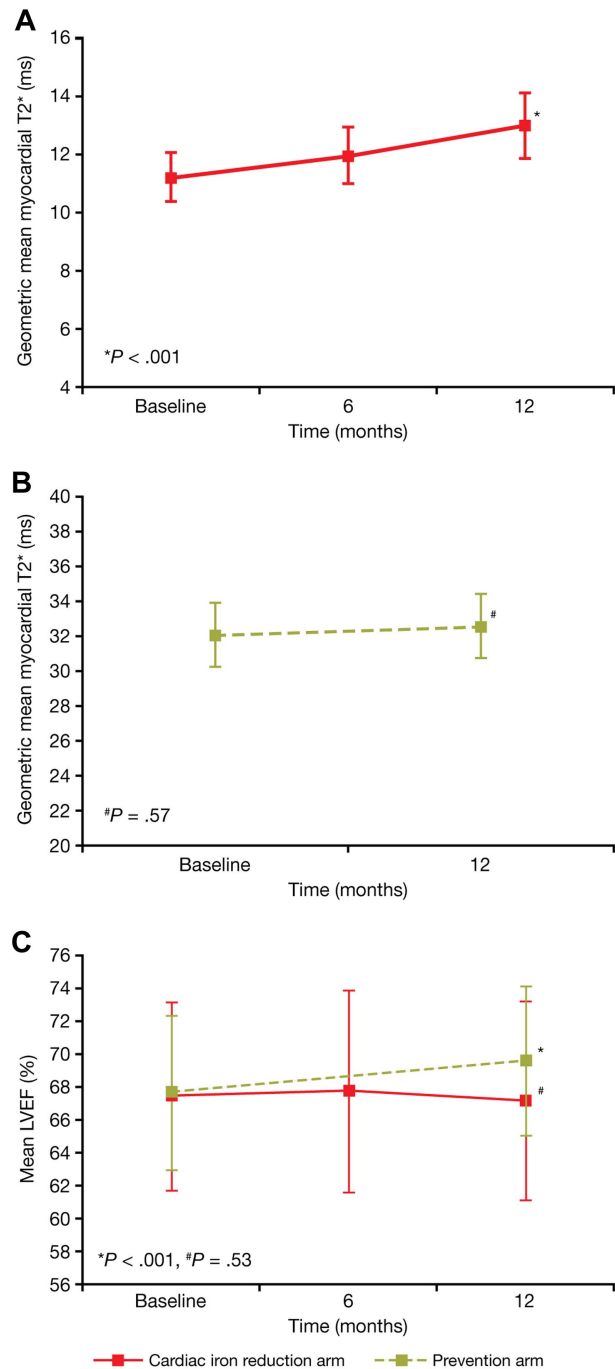 A
Geometric mean myocardial T2* (ms)
16
14
12
10
8
6
4
*
*P < .001
Baseline
6
12
Time (months)
B
Geometric mean myocardial T2* (ms)
40
38
36
34
32
30
28
26
24
22
20
#
#P = .57
Baseline
12
Time (months)
C
Mean LVEF (%)
76
74
72
70
68
66
64
62
60
58
56
*
#
*P < .001, #P = .53
Baseline
6
12
Time (months)
Cardiac iron reduction arm
Prevention arm